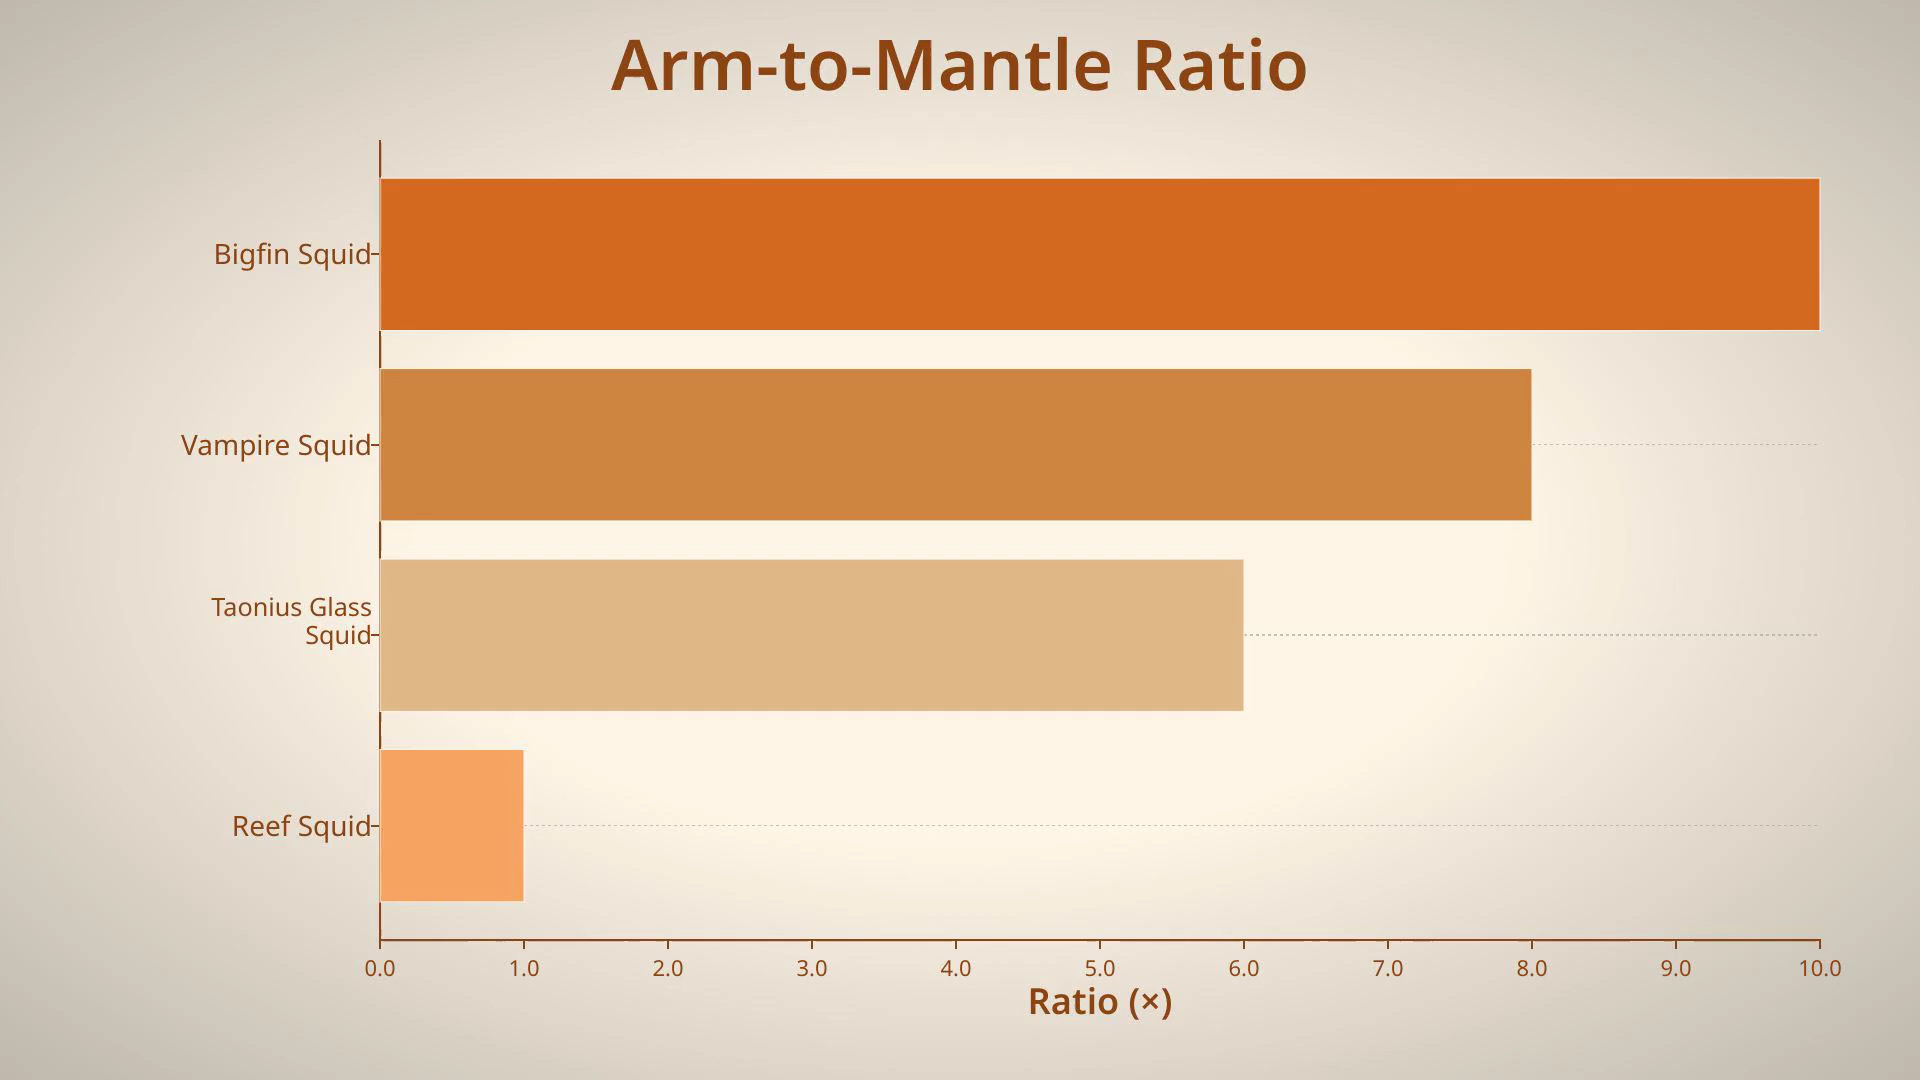 Arm-to-Mantle Ratio
Bigfin Squid
Vampire Squid
Taonius Glass
Squid
Reef Squid
0.0 1.0 2.0 3.0 4.0 5.0 6.0 7.0 8.0 9.0 10.0
Ratio (×)